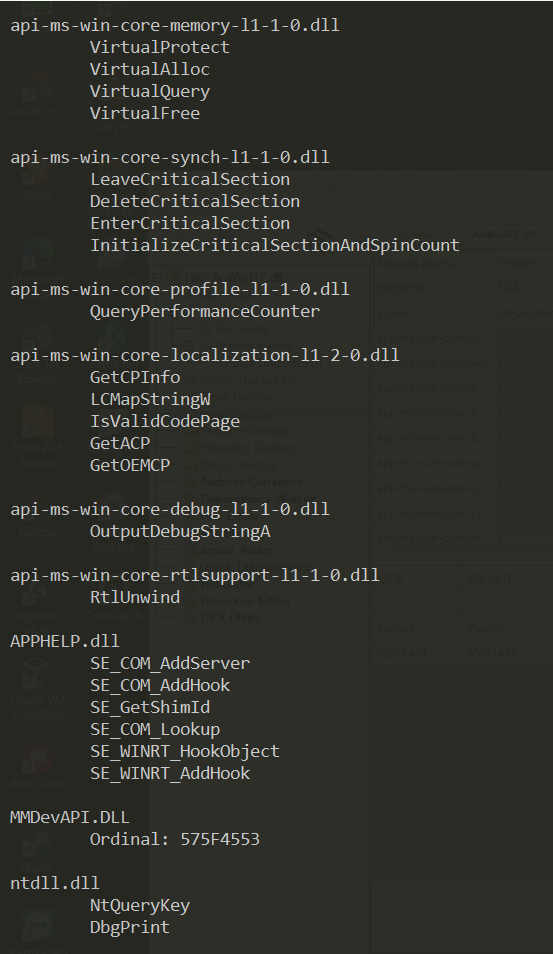 api-ms-win-core-memory-l1-1-0.dll
VirtualProtect
VirtualAlloc
VirtualQuery
VirtualFree
api-ms-win-core-synch-l1-1-0.dll
LeaveCriticalSection
DeleteCriticalSection
EnterCriticalSection
InitializeCriticalSectionAndSpinCount
api-ms-win-core-profile-l1-1-0.dll
QueryPerformanceCounter
api-ms-win-core-localization-l1-2-0.dll
GetCPInfo
LCMapStringW
IsValidCodePage
GetACP
GetOEMCP
api-ms-win-core-debug-l1-1-0.dll
OutputDebugStringA
api-ms-win-core-rtlsupport-l1-1-0.dll
RtlUnwind
APPHELP.dll
SE_COM_AddServer
SE_COM_AddHook
SE_GetShimId
SE_COM_Lookup
SE_WINRT_HookObject
SE_WINRT_AddHook
MMDevAPI.DLL
Ordinal: 575F4553
ntdll.dll
NtQueryKey
DbgPrint